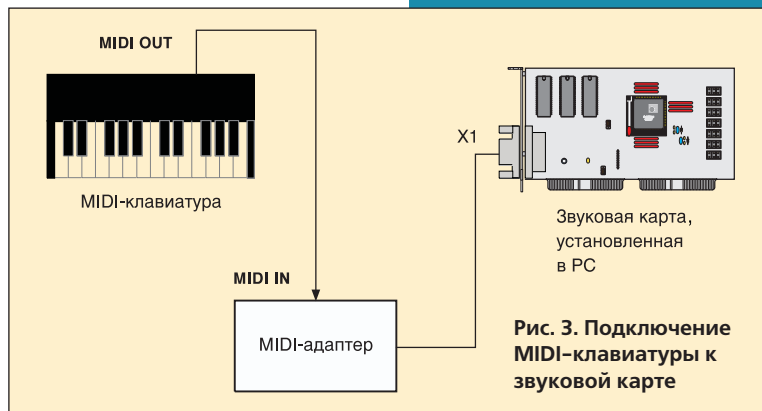 MIDI OUT
MIDI-клавиатура
X1
Звуковая карта,
установленная
в PC
MIDI IN
MIDI-адаптер
Рис. 3. Подключение
MIDI-клавиатуры к
звуковой карте